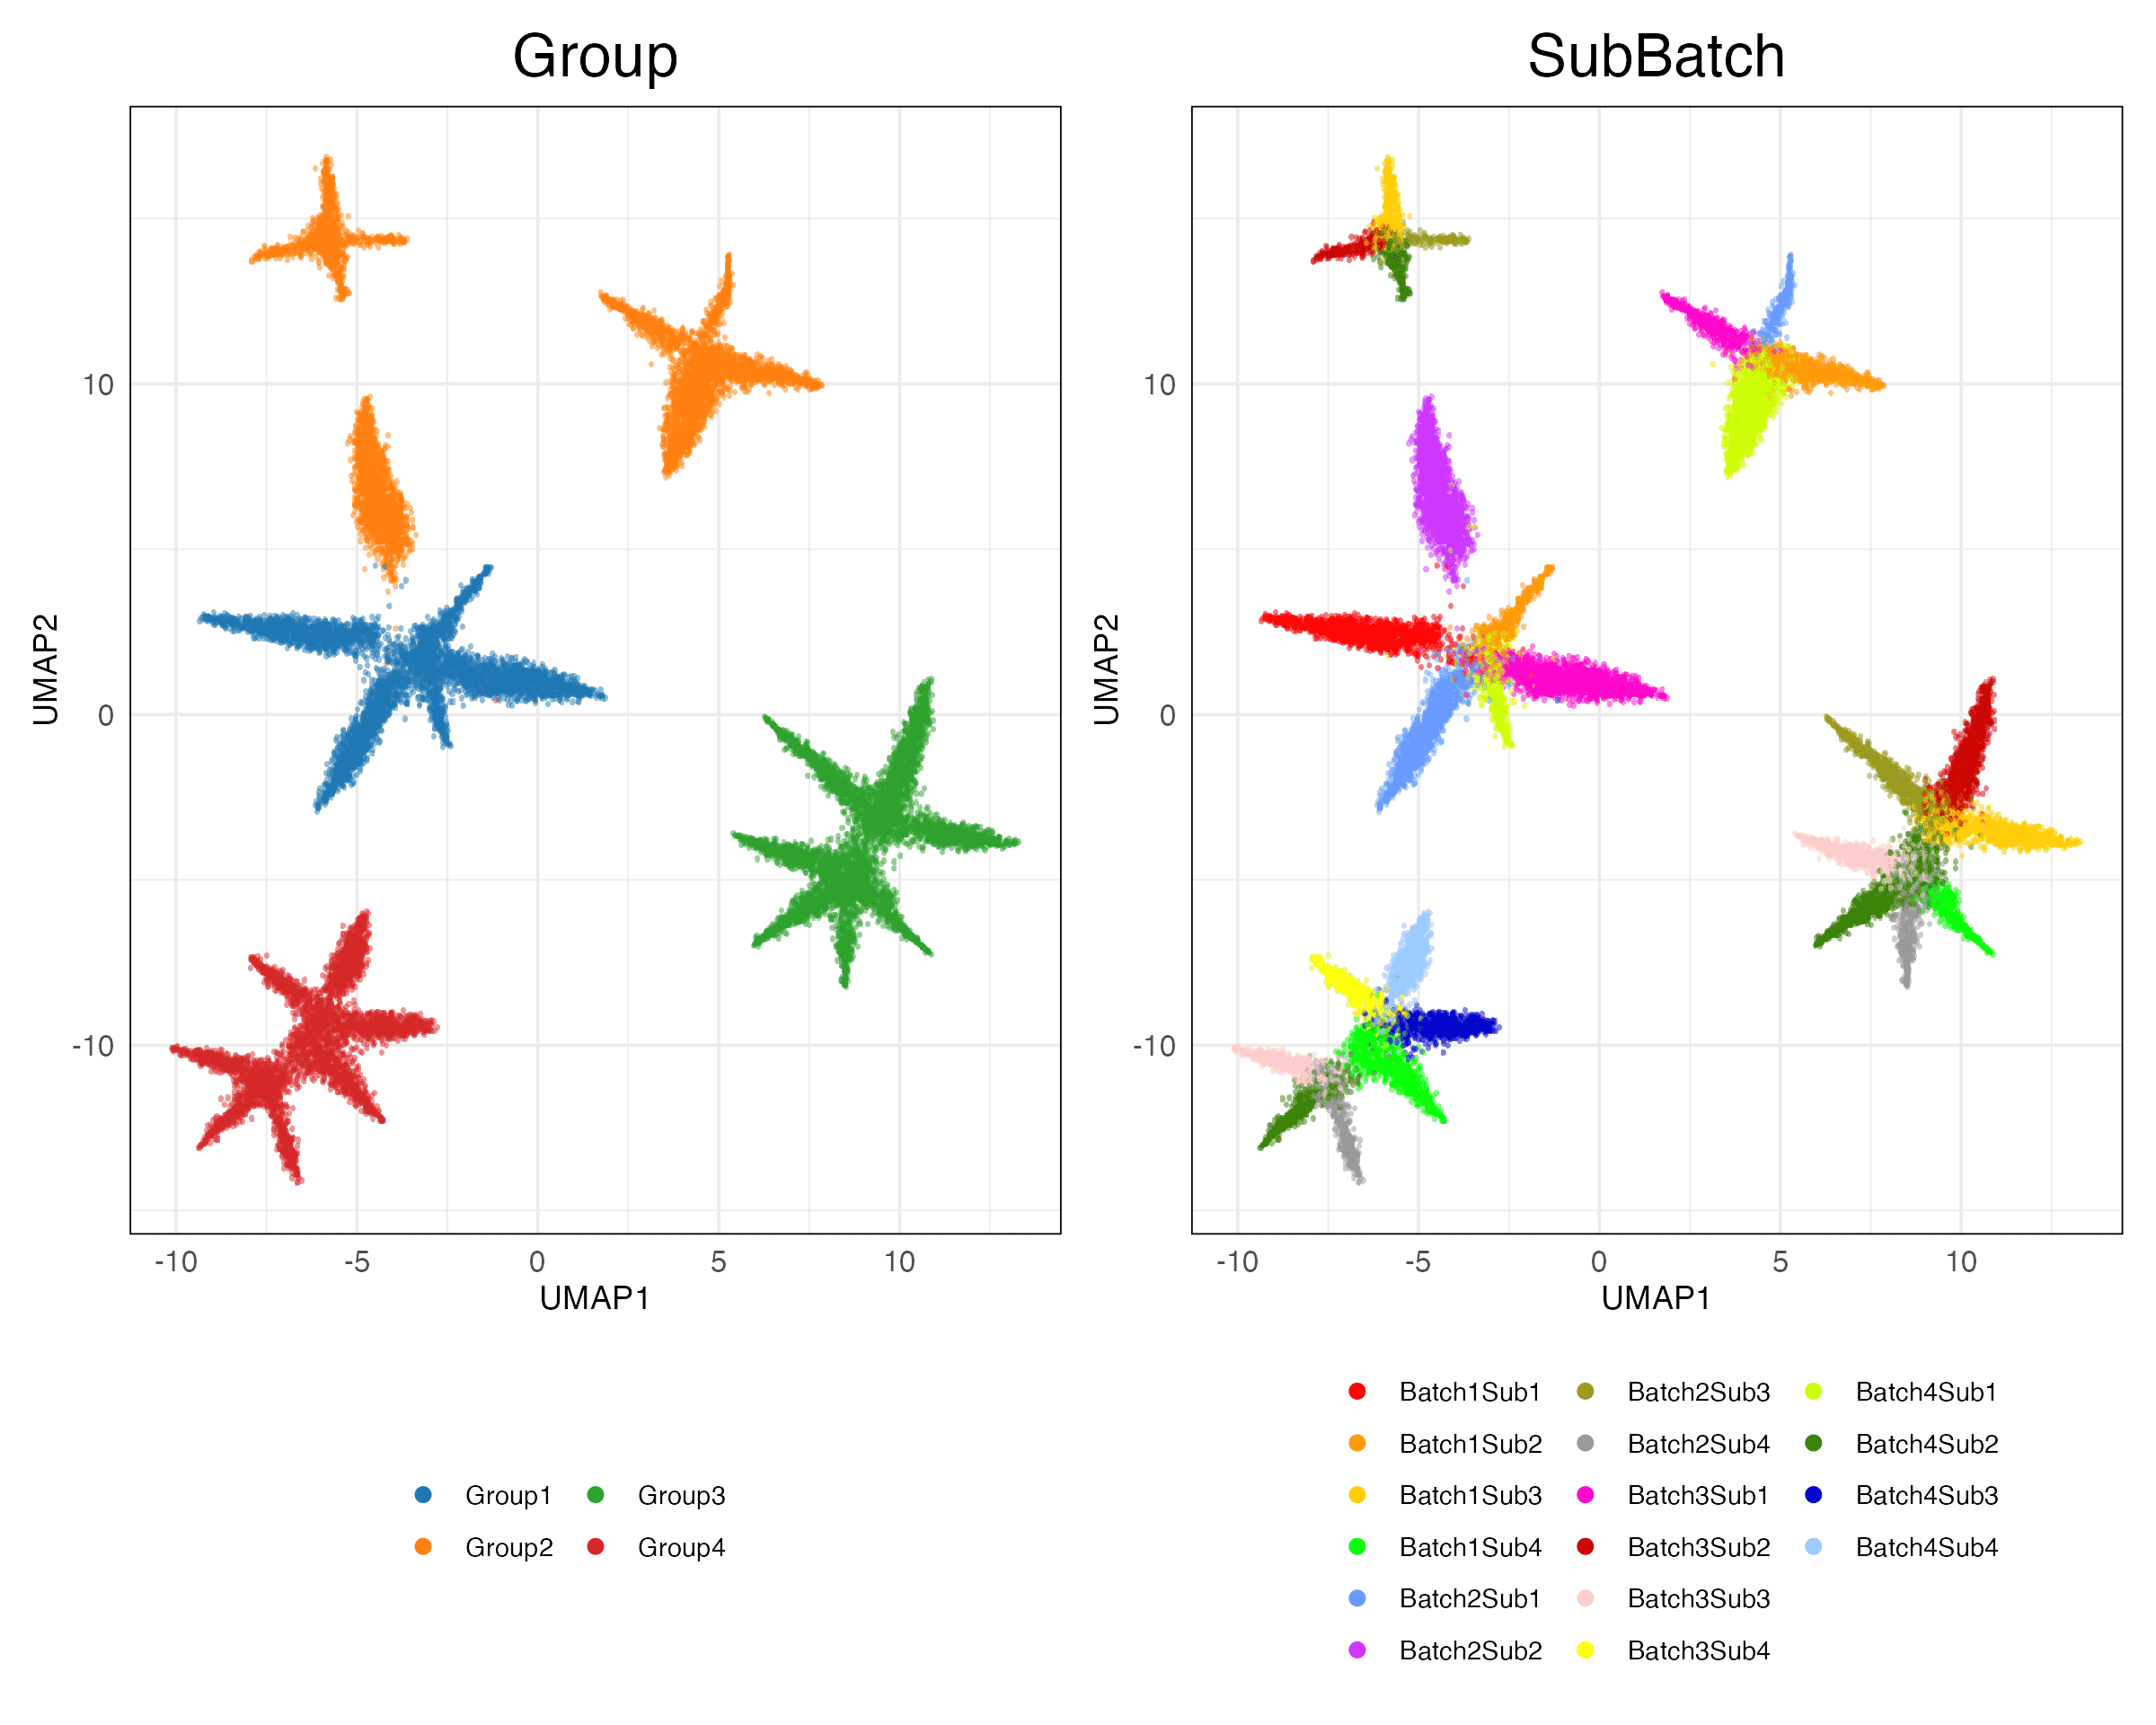 Group
SubBatch
10
0
-10
UMAP2
-10 -5 0 5 10
UMAP1
10
0
-10
UMAP2
-10 -5 0 5 10
UMAP1
Group1 Group3
Group2 Group4
Batch1Sub1 Batch2Sub3 Batch4Sub1
Batch1Sub2 Batch2Sub4 Batch4Sub2
Batch1Sub3 Batch3Sub1 Batch4Sub3
Batch1Sub4 Batch3Sub2 Batch4Sub4
Batch2Sub1 Batch3Sub3
Batch2Sub2 Batch3Sub4